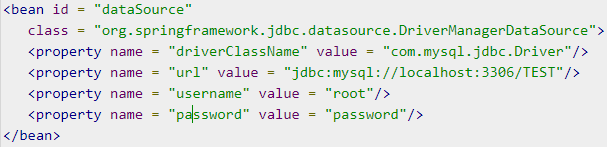 <bean id = "dataSource"
class = "org.springframework.jdbc.datasource.DriverManagerDataSource">
<property name = "driverClassName" value = "com.mysql.jdbc.Driver"/>
<property name = "url" value = "jdbc:mysql://localhost:3306/TEST"/>
<property name = "username" value = "root"/>
<property name = "password" value = "password"/>
</bean>